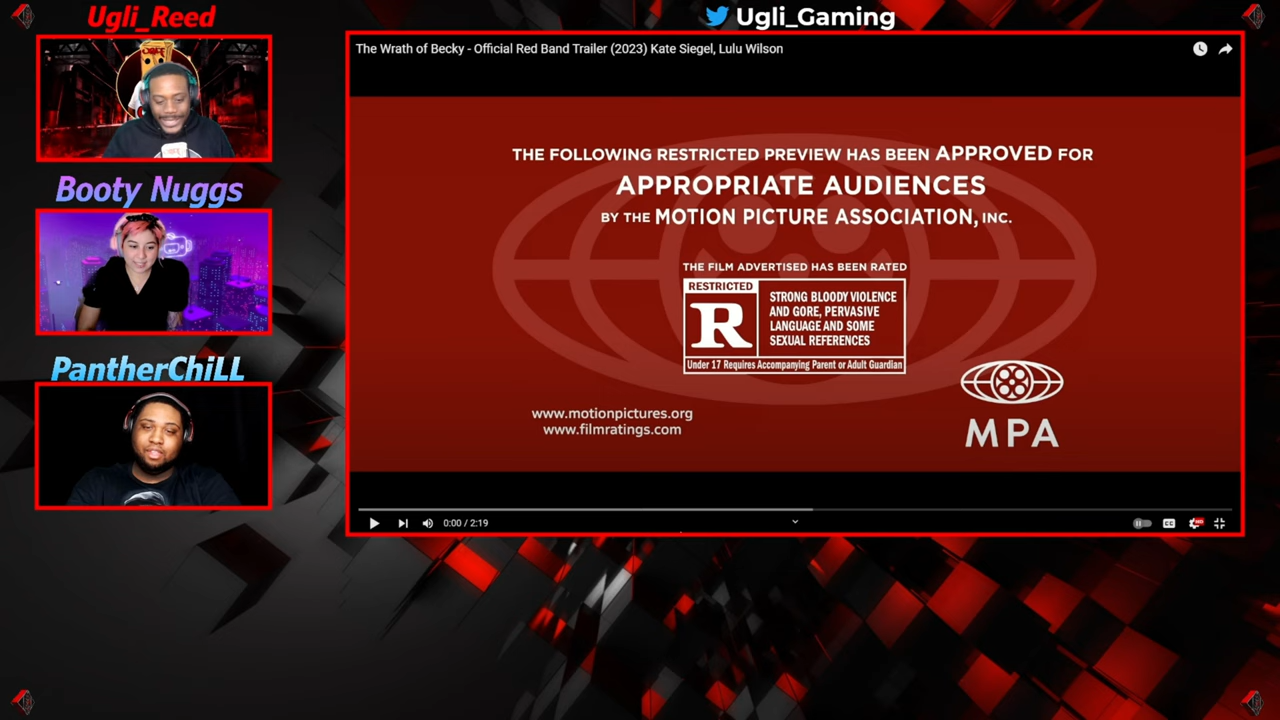 Ugli_Reed
Ugli_Gaming
The Wrath of Becky - Official Red Band Trailer (2023) Kate Siegel, Lulu Wilson
THE FOLLOWING RESTRICTED PREVIEW HAS BEEN APPROVED FOR
APPROPRIATE AUDIENCES
BY THE MOTION PICTURE ASSOCIATION, INC.
Booty Nuggs
THE FILM ADVERTISED HAS BEEN RATED
RESTRICTED
R
STRONG BLOODY VIOLENCE
AND GORE, PERVASIVE
LANGUAGE AND SOME
SEXUAL REFERENCES
Under 17 Requires Accompanying Parent or Adult Guardian
PantherChiLL
www.motionpictures.org
www.filmratings.com
MPA
0:00 / 2:19
CC